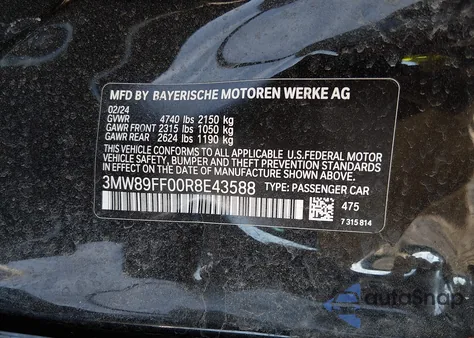 MFD BY BAYERISCHE MOTOREN WERKE AG
02/24
GVWR 4740 lbs 2150 kg
GAWR FRONT 2315 lbs 1050 kg
GAWR REAR 2624 lbs 1190 kg
THIS VEHICLE CONFORMS TO ALL APPLICABLE U.S.FEDERAL MOTOR
VEHICLE SAFETY, BUMPER AND THEFT PREVENTION STANDARDS
IN EFFECT ON THE DATE OF MANUFACTURE SHOWN ABOVE.
3MW89FF00R8E43588 TYPE: PASSENGER CAR
475
7 315 814
autoSnap